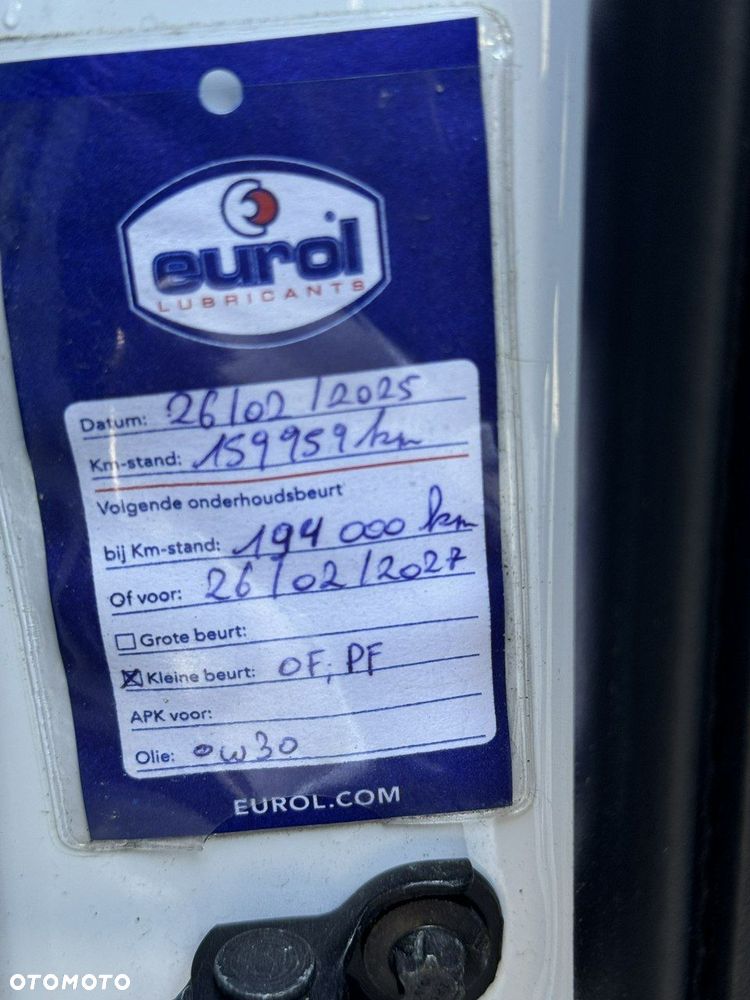 eurol
LUBRICANTS
Datum: 26/02/2025
Km-stand: 159959 km
Volgende onderhoudsbeurt
bij Km-stand: 194 000 km
Of voor: 26/02/2027
Grote beurt:
Kleine beurt: OF, PF
APK voor:
Olie: 0W30
EUROL.COM
OTOMOTO